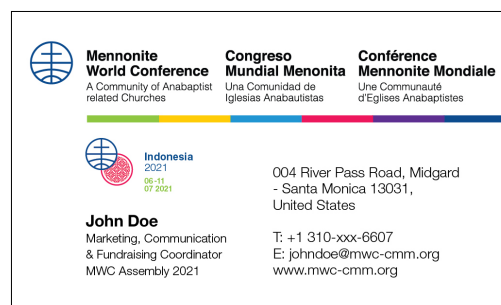 Mennonite
World Conference
A Community of Anabaptist
related Churches
Congreso
Mundial Menonita
Una Comunidad de
Iglesias Anabautistas
Conférence
Mennonite Mondiale
Une Communauté
d'Eglises Anabaptistes
Indonesia
2021
06-11
07 2021
John Doe
Marketing, Communication
& Fundraising Coordinator
MWC Assembly 2021
004 River Pass Road, Midgard
- Santa Monica 13031,
United States
T: +1 310-xxx-6607
E: johndoe@mwc-cmm.org
www.mwc-cmm.org